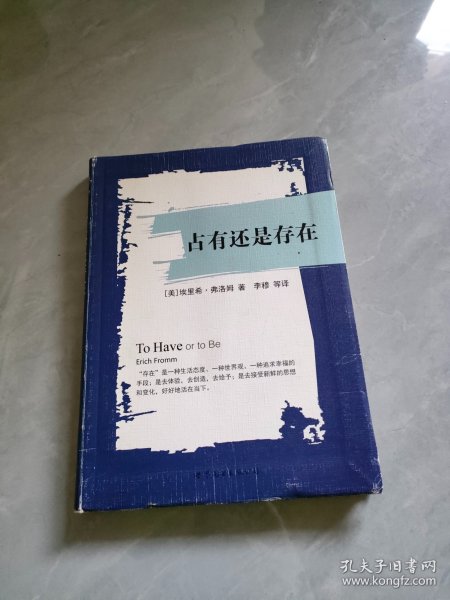 占有还是存在
[美]埃里希·弗洛姆 著 李穆 等译
To Have or to Be
Erich Fromm
“存在”是一种生活态度、一种世界观、一种追求幸福的
手段；是去体验，去创造，去给予；是去接受新鲜的思想
和变化，好好地活在当下。
孔夫子旧书网
www.kongfz.com